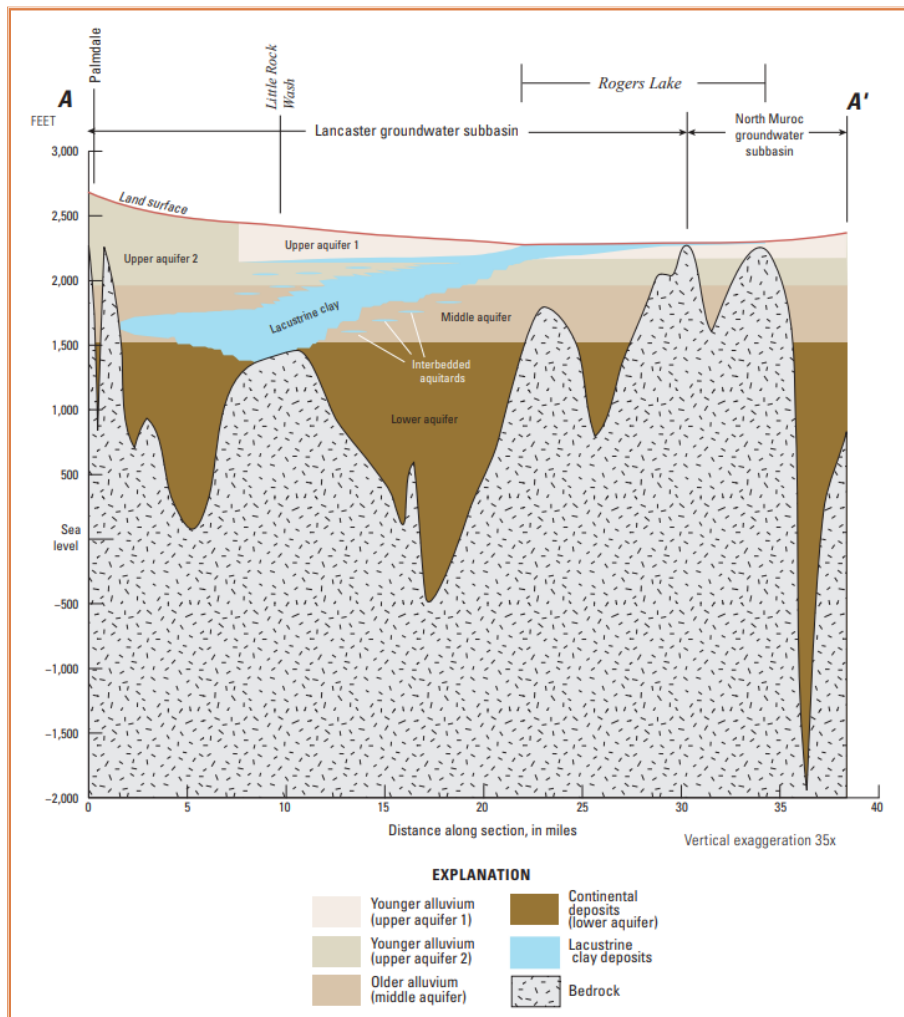 Palmdale
Little Rock
Wash
Rogers Lake
A
A'
FEET
Lancaster groundwater subbasin
North Muroc
groundwater
subbasin
3,000
2,500
2,000
1,500
1,000
500
Sea
level
–500
–1,000
–1,500
–2,000
Land surface
Upper aquifer 1
Upper aquifer 2
Lacustrine clay
Middle aquifer
Interbedded
aquitards
Lower aquifer
0
5
10
15
20
25
30
35
40
Distance along section, in miles
Vertical exaggeration 35x
EXPLANATION
Younger alluvium
(upper aquifer 1)
Younger alluvium
(upper aquifer 2)
Older alluvium
(middle aquifer)
Continental
deposits
(lower aquifer)
Lacustrine
clay deposits
Bedrock